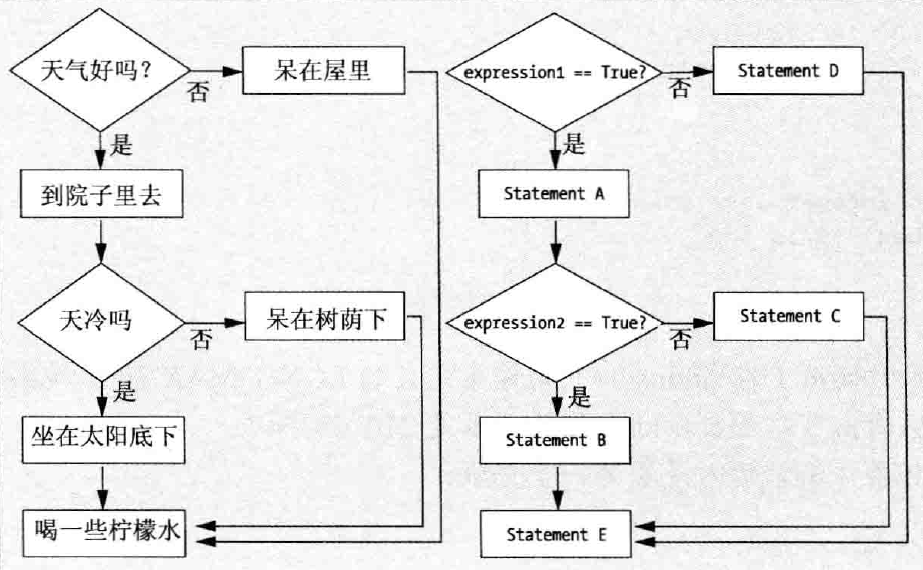 天气好吗?
否
呆在屋里
是
到院子里去
天冷吗
否
呆在树荫下
是
坐在太阳底下
喝一些柠檬水
expression1 == True?
否
Statement D
是
Statement A
expression2 == True?
否
Statement C
是
Statement B
Statement E